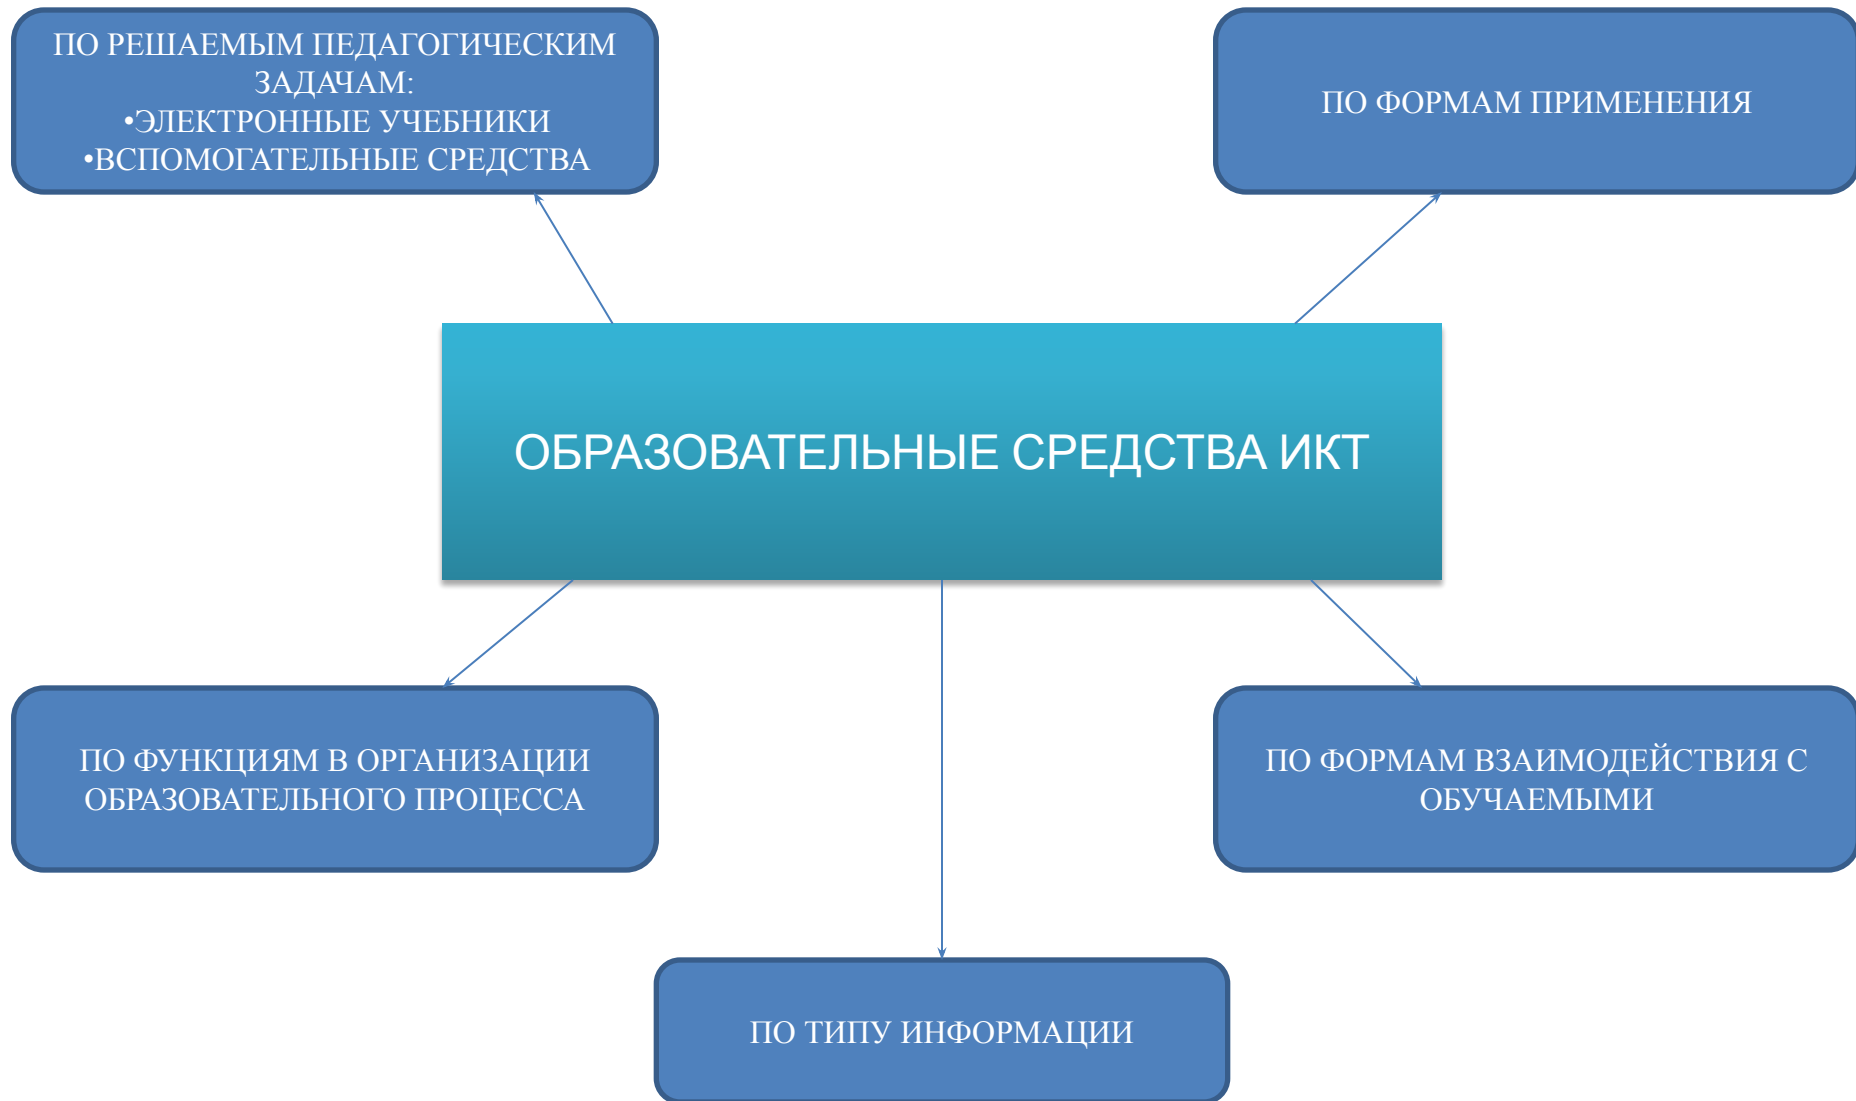 ПО РЕШАЕМЫМ ПЕДАГОГИЧЕСКИМ
ЗАДАЧАМ:
•ЭЛЕКТРОННЫЕ УЧЕБНИКИ
•ВСПОМОГАТЕЛЬНЫЕ СРЕДСТВА
ПО ФОРМАМ ПРИМЕНЕНИЯ
ОБРАЗОВАТЕЛЬНЫЕ СРЕДСТВА ИКТ
ПО ФУНКЦИЯМ В ОРГАНИЗАЦИИ
ОБРАЗОВАТЕЛЬНОГО ПРОЦЕССА
ПО ФОРМАМ ВЗАИМОДЕЙСТВИЯ С
ОБУЧАЕМЫМИ
ПО ТИПУ ИНФОРМАЦИИ